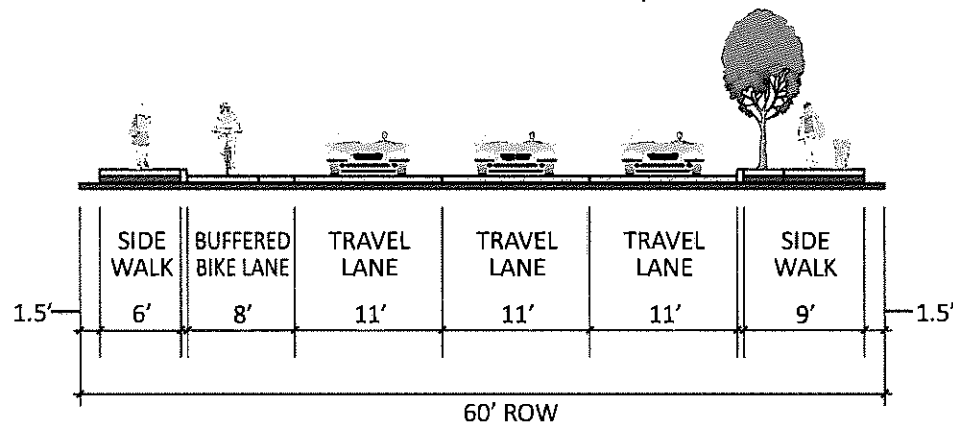 SIDE WALK
BUFFERED BIKE LANE
TRAVEL LANE
TRAVEL LANE
TRAVEL LANE
SIDE WALK
1.5' 6' 8' 11' 11' 11' 9' 1.5'
60' ROW